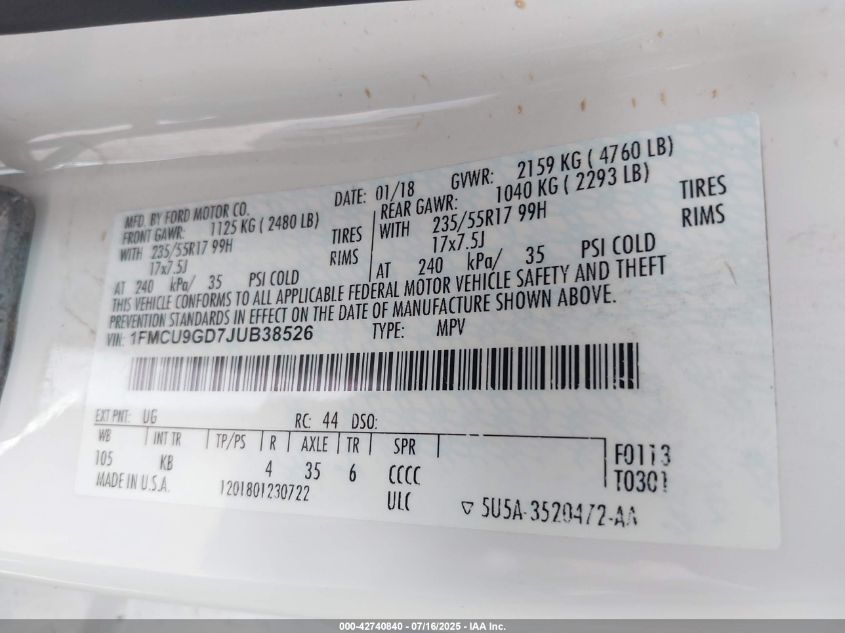 MFD. BY FORD MOTOR CO. DATE: 01/18 GVWR: 2159 KG ( 4760 LB)
FRONT GAWR: 1125 KG ( 2480 LB) REAR GAWR: 1040 KG ( 2293 LB)
WITH 235/55R17 99H TIRES WITH 235/55R17 99H TIRES
17x7.5J RIMS 17x7.5J RIMS
AT 240 kPa/ 35 PSI COLD AT 240 kPa/ 35 PSI COLD
THIS VEHICLE CONFORMS TO ALL APPLICABLE FEDERAL MOTOR VEHICLE SAFETY AND THEFT
PREVENTION STANDARDS IN EFFECT ON THE DATE OF MANUFACTURE SHOWN ABOVE.
VIN: 1FMCU9GD7JUB38526 TYPE: MPV
EXT PNT: UG RC: 44 DSO:
WB INT TR TP/PS R AXLE TR SPR
105 KB 4 35 6 CCCC
F0113
T0301
MADE IN U.S.A. 1201801230722 ULC ▽ 5U5A-3520472-AA
000-42740840 - 07/16/2025 - IAA Inc.